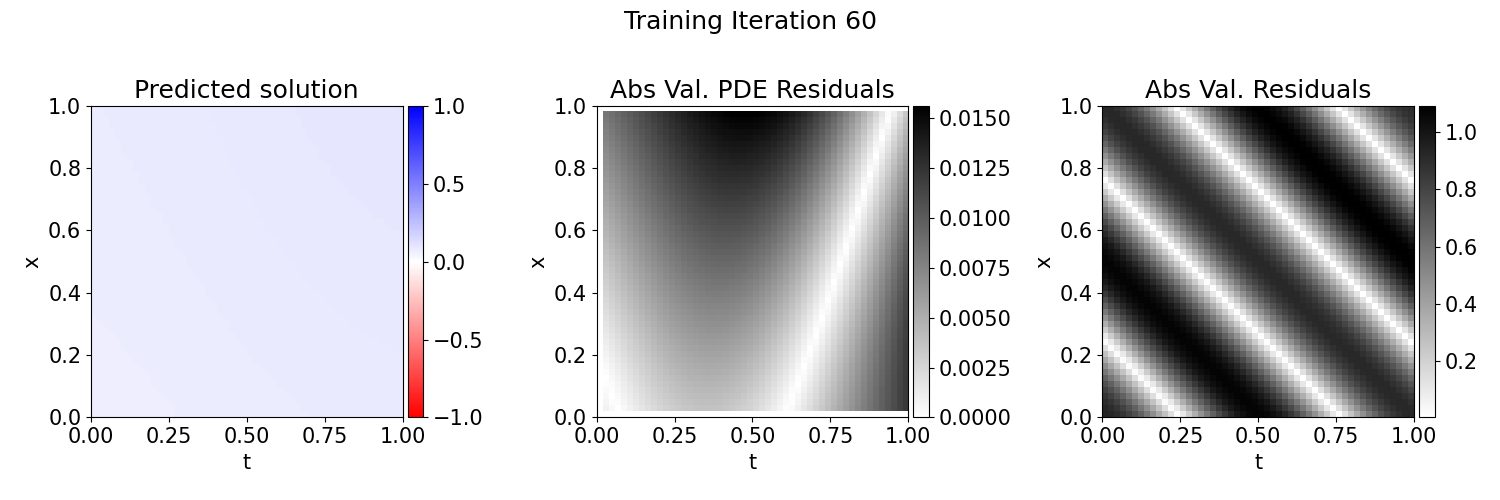 Training Iteration 60
Predicted solution
1.0
0.8
0.6
0.4
0.2
0.0
x
0.00 0.25 0.50 0.75 1.00
t
1.0
0.5
0.0
−0.5
−1.0
Abs Val. PDE Residuals
1.0
0.8
0.6
0.4
0.2
0.0
x
0.00 0.25 0.50 0.75 1.00
t
0.0150
0.0125
0.0100
0.0075
0.0050
0.0025
0.0000
Abs Val. Residuals
1.0
0.8
0.6
0.4
0.2
0.0
x
0.00 0.25 0.50 0.75 1.00
t
1.0
0.8
0.6
0.4
0.2